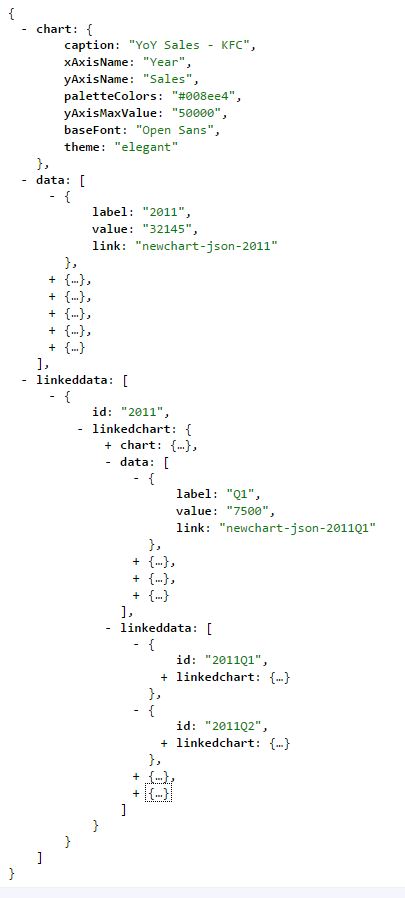 {
- chart: {
caption: "YoY Sales - KFC",
xAxisName: "Year",
yAxisName: "Sales",
paletteColors: "#008ee4",
yAxisMaxValue: "50000",
baseFont: "Open Sans",
theme: "elegant"
},
- data: [
- {
label: "2011",
value: "32145",
link: "newchart-json-2011"
},
+ {…},
+ {…},
+ {…},
+ {…},
+ {…}
],
- linkeddata: [
- {
id: "2011",
- linkedchart: {
+ chart: {…},
- data: [
- {
label: "Q1",
value: "7500",
link: "newchart-json-2011Q1"
},
+ {…},
+ {…},
+ {…}
],
- linkeddata: [
- {
id: "2011Q1",
+ linkedchart: {…}
},
- {
id: "2011Q2",
+ linkedchart: {…}
},
+ {…},
+ {…}
]
}
}
]
}